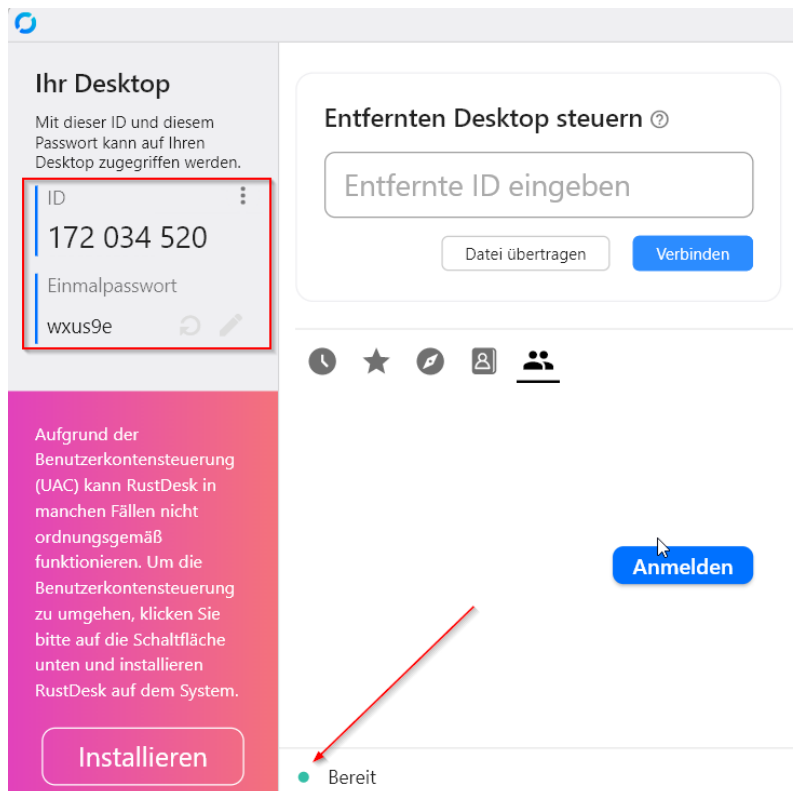 Ihr Desktop
Mit dieser ID und diesem
Passwort kann auf Ihren
Desktop zugegriffen werden.
ID
172 034 520
Einmalpasswort
wxus9e
Aufgrund der
Benutzerkontensteuerung
(UAC) kann RustDesk in
manchen Fällen nicht
ordnungsgemäß
funktionieren. Um die
Benutzerkontensteuerung
zu umgehen, klicken Sie
bitte auf die Schaltfläche
unten und installieren
RustDesk auf dem System.
Installieren
Entfernten Desktop steuern
Entfernte ID eingeben
Datei übertragen
Verbinden
Anmelden
Bereit